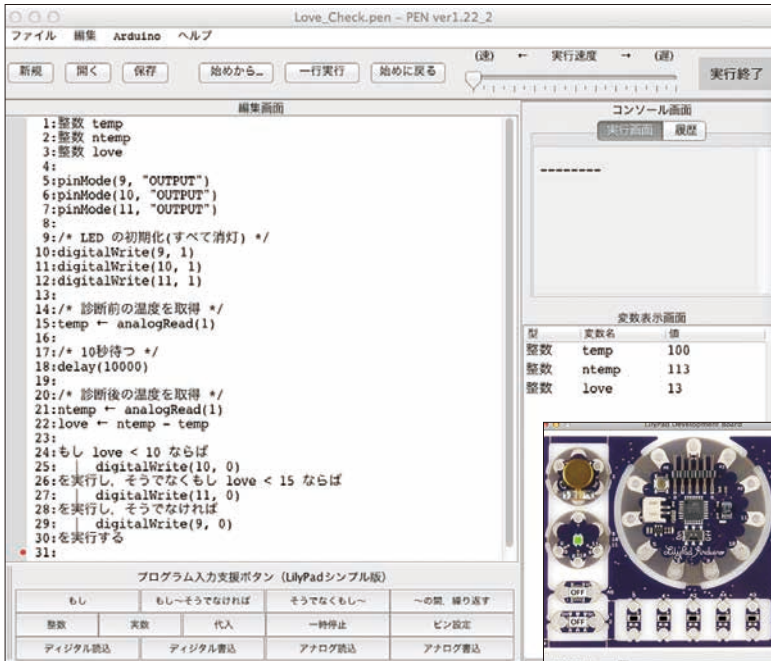 Love_Check.pen - PEN ver1.22_2
ファイル 編集 Arduino ヘルプ
新規 開く 保存 始めから… 一行実行 始めに戻る
(速) ← 実行速度 → (遅)
実行終了
編集画面
1:整数 temp
2:整数 ntemp
3:整数 love
4:
5:pinMode(9, "OUTPUT")
6:pinMode(10, "OUTPUT")
7:pinMode(11, "OUTPUT")
8:
9:/* LED の初期化(すべて消灯) */
10:digitalWrite(9, 1)
11:digitalWrite(10, 1)
12:digitalWrite(11, 1)
13:
14:/* 診断前の温度を取得 */
15:temp ← analogRead(1)
16:
17:/* 10秒待つ */
18:delay(10000)
19:
20:/* 診断後の温度を取得 */
21:ntemp ← analogRead(1)
22:love ← ntemp - temp
23:
24:もし love < 10 ならば
25: | digitalWrite(10, 0)
26:を実行し、そうでなくもし love < 15 ならば
27: | digitalWrite(11, 0)
28:を実行し、そうでなければ
29: | digitalWrite(9, 0)
30:を実行する
31:
コンソール画面
実行画面 履歴
--------
変数表示画面
型 変数名 値
整数 temp 100
整数 ntemp 113
整数 love 13
LilyPad Development Board
LilyPad Arduino
OFF
OFF
プログラム入力支援ボタン (LilyPadシンプル版)
もし もし〜そうでなければ そうでなくもし〜 〜の間、繰り返す
整数 実数 代入 一時停止 ピン設定
ディジタル読込 ディジタル書込 アナログ読込 アナログ書込